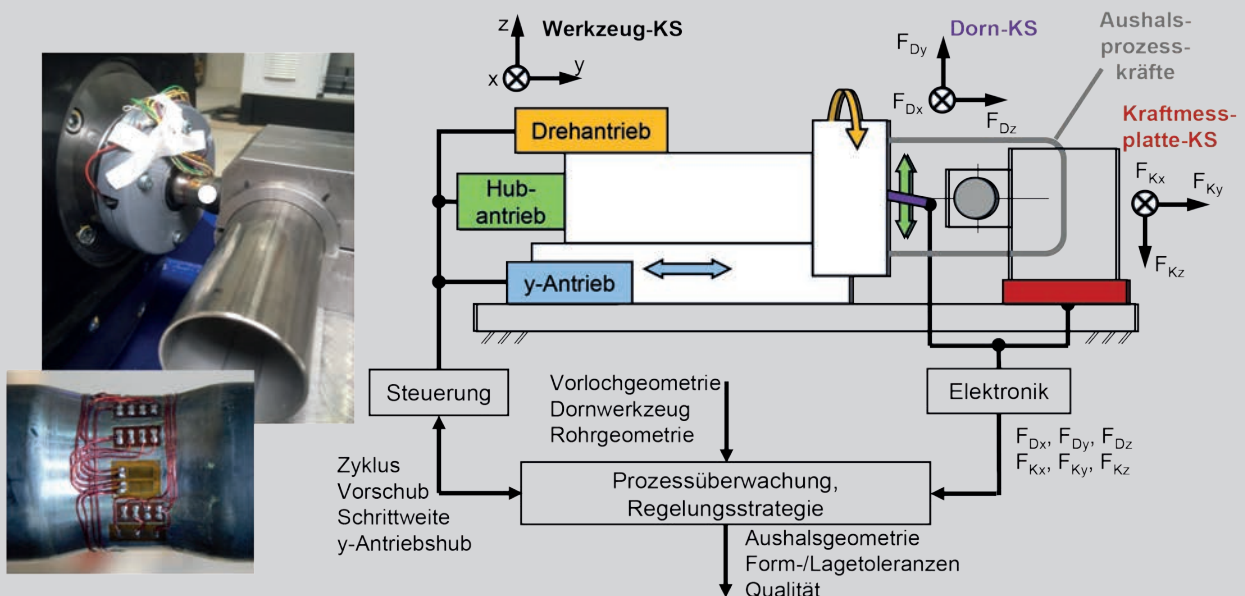 z
Werkzeug-KS
y
x
F_Dy
Dorn-KS
F_Dx
F_Dz
Aushals-
prozess-
kräfte
Kraftmess-
platte-KS
F_Kx
F_Ky
F_Kz
Drehantrieb
Hub-
antrieb
y-Antrieb
Steuerung
Vorlochgeometrie
Dornwerkzeug
Rohrgeometrie
Elektronik
F_Dx, F_Dy, F_Dz
F_Kx, F_Ky, F_Kz
Zyklus
Vorschub
Schrittweite
y-Antriebshub
Prozessüberwachung,
Regelungsstrategie
Aushalsgeometrie
Form-/Lagetoleranzen
Qualität